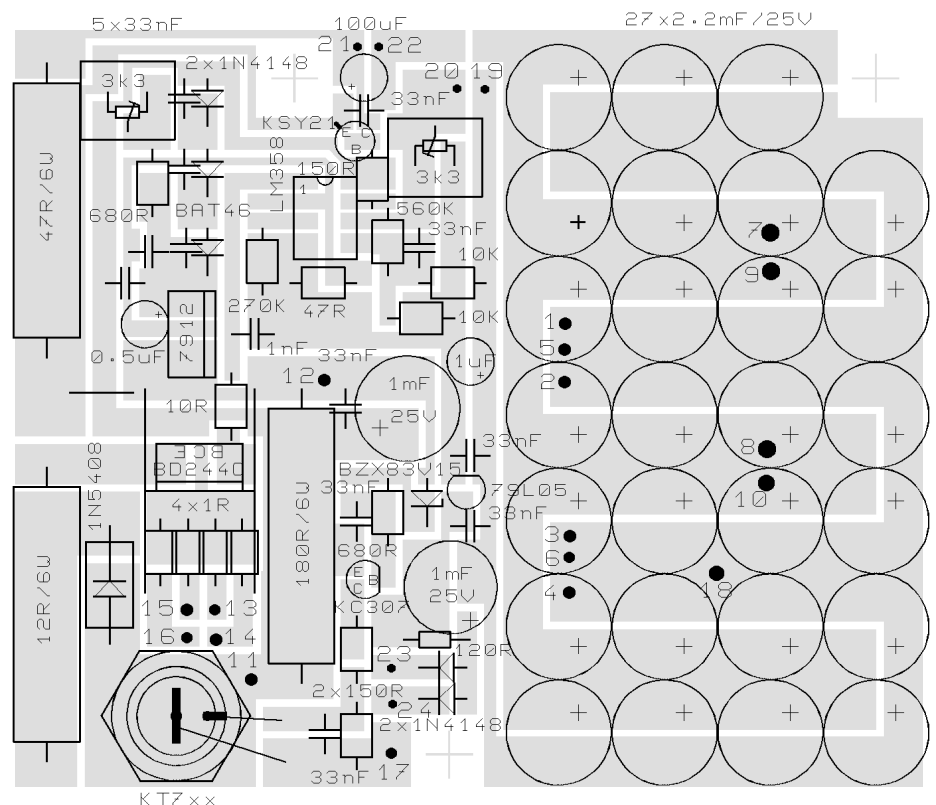 27x2.2mF/25V
5x33nF
100uF
21 22
2x1N4148
20 19
3k3
33nF
KSY21
E C
B
LM358
150R
1
3k3
47R/6W
680R
BAT46
560K
33nF
7
10K
9
270K
47R
10K
7912
1
0.5uF
1nF
33nF
1uF
5
12
1mF
25V
2
10R
33nF
8
BCE
BD244C
BZX83V15
1N5408
4x1R
33nF
79L05
10
180R/6W
33nF
3
680R
6
12R/6W
E
B
C
1mF
25V
18
4
KC307
15 13
16 14
120R
11
23
2x150R
24
2x1N4148
17
33nF
KT7xx